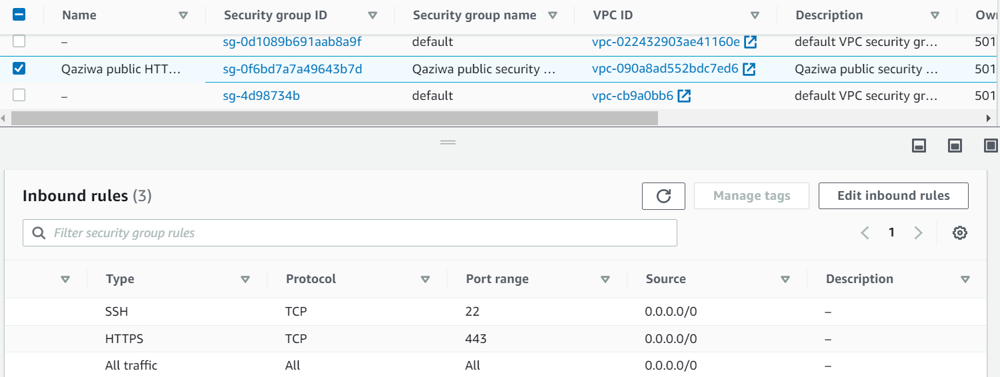 Name Security group ID Security group name VPC ID Description Own
– sg-0d1089b691aab8a9f default vpc-022432903ae41160e default VPC security gr... 501
Qaziwa public HTT... sg-0f6bd7a7a49643b7d Qaziwa public security ... vpc-090a8ad552bdc7ed6 Qaziwa public security ... 501
– sg-4d98734b default vpc-cb9a0bb6 default VPC security gr... 501
Inbound rules (3) Manage tags Edit inbound rules
Filter security group rules 1
Type Protocol Port range Source Description
SSH TCP 22 0.0.0.0/0 –
HTTPS TCP 443 0.0.0.0/0 –
All traffic All All 0.0.0.0/0 –